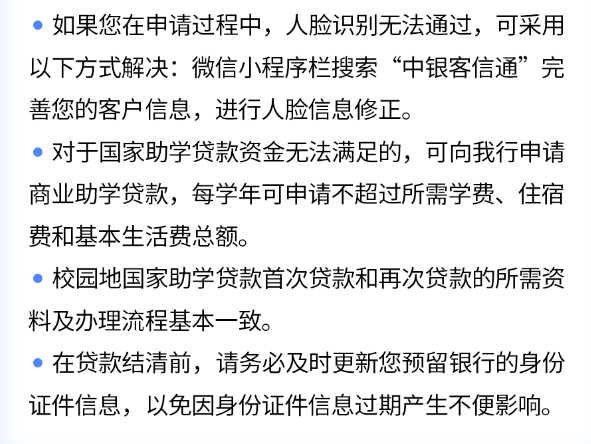 • 如果您在申请过程中，人脸识别无法通过，可采用
以下方式解决：微信小程序栏搜索“中银客信通”完
善您的客户信息，进行人脸信息修正。
• 对于国家助学贷款资金无法满足的，可向我行申请
商业助学贷款，每学年可申请不超过所需学费、住宿
费和基本生活费总额。
• 校园地国家助学贷款首次贷款和再次贷款的所需资
料及办理流程基本一致。
• 在贷款结清前，请务必及时更新您预留银行的身份
证件信息，以免因身份证件信息过期产生不便影响。